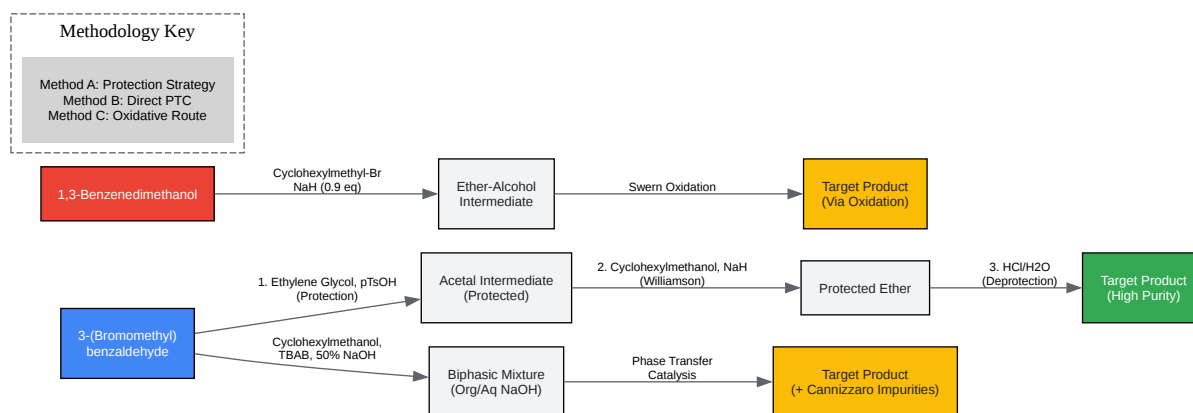 Methodology Key
Method A: Protection Strategy
Method B: Direct PTC
Method C: Oxidative Route
1,3-Benzenedimethanol
Cyclohexylmethyl-Br
NaH (0.9 eq)
Ether-Alcohol
Intermediate
Swern Oxidation
Target Product
(Via Oxidation)
3-(Bromomethyl)
benzaldehyde
1. Ethylene Glycol, pTsOH
(Protection)
Acetal Intermediate
(Protected)
2. Cyclohexylmethanol, NaH
(Williamson)
Protected Ether
3. HCl/H2O
(Deprotection)
Target Product
(High Purity)
Cyclohexylmethanol,
TBAB, 50% NaOH
Biphasic Mixture
(Org/Aq NaOH)
Phase Transfer
Catalysis
Target Product
(+ Cannizzaro Impurities)